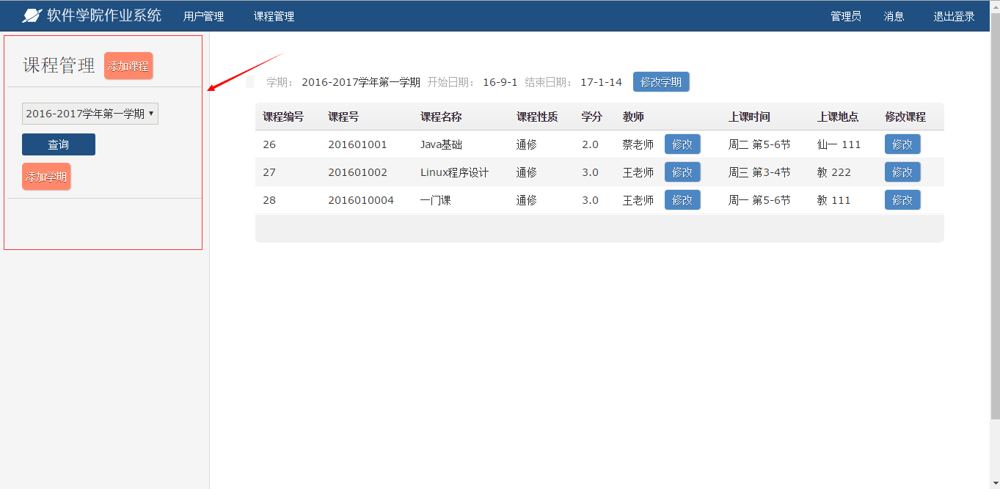 软件学院作业系统 用户管理 课程管理 管理员 消息 退出登录
课程管理 添加课程
2016-2017学年第一学期
查询
添加学期
学期： 2016-2017学年第一学期 开始日期： 16-9-1 结束日期： 17-1-14 修改学期
课程编号 课程号 课程名称 课程性质 学分 教师 上课时间 上课地点 修改课程
26 201601001 Java基础 通修 2.0 蔡老师 修改 周二 第5-6节 仙一 111 修改
27 201601002 Linux程序设计 通修 3.0 王老师 修改 周三 第3-4节 教 222 修改
28 2016010004 一门课 通修 3.0 王老师 修改 周一 第5-6节 教 111 修改